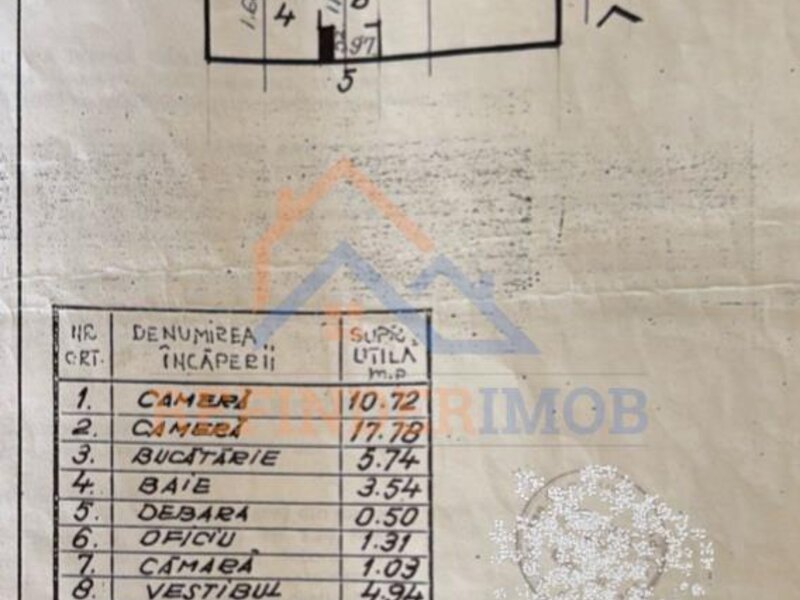 4
.97
5
NR. CRT. DENUMIREA ÎNCĂPERII SUPR. UTILĂ m.p.
1. CAMERĂ 10.72
2. CAMERĂ 17.78
3. BUCĂTĂRIE 5.74
4. BAIE 3.54
5. DEBARA 0.50
6. OFICIU 1.31
7. CĂMARĂ 1.03
8. VESTIBUL 4.94
IMOB